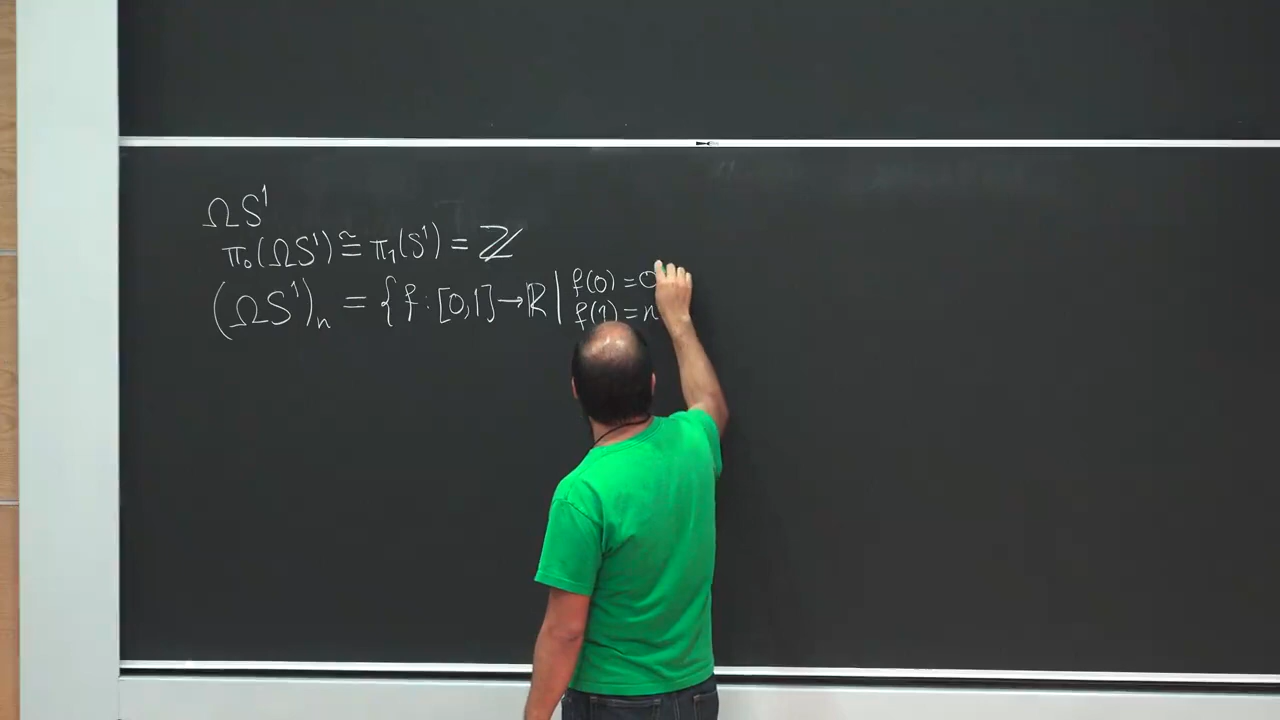 ΩS¹
π₀(ΩS¹) ≅ π₁(S¹) = ℤ
(ΩS¹)ₙ = {f : [0,1] → ℝ | f(0) = 0
f(1) = n